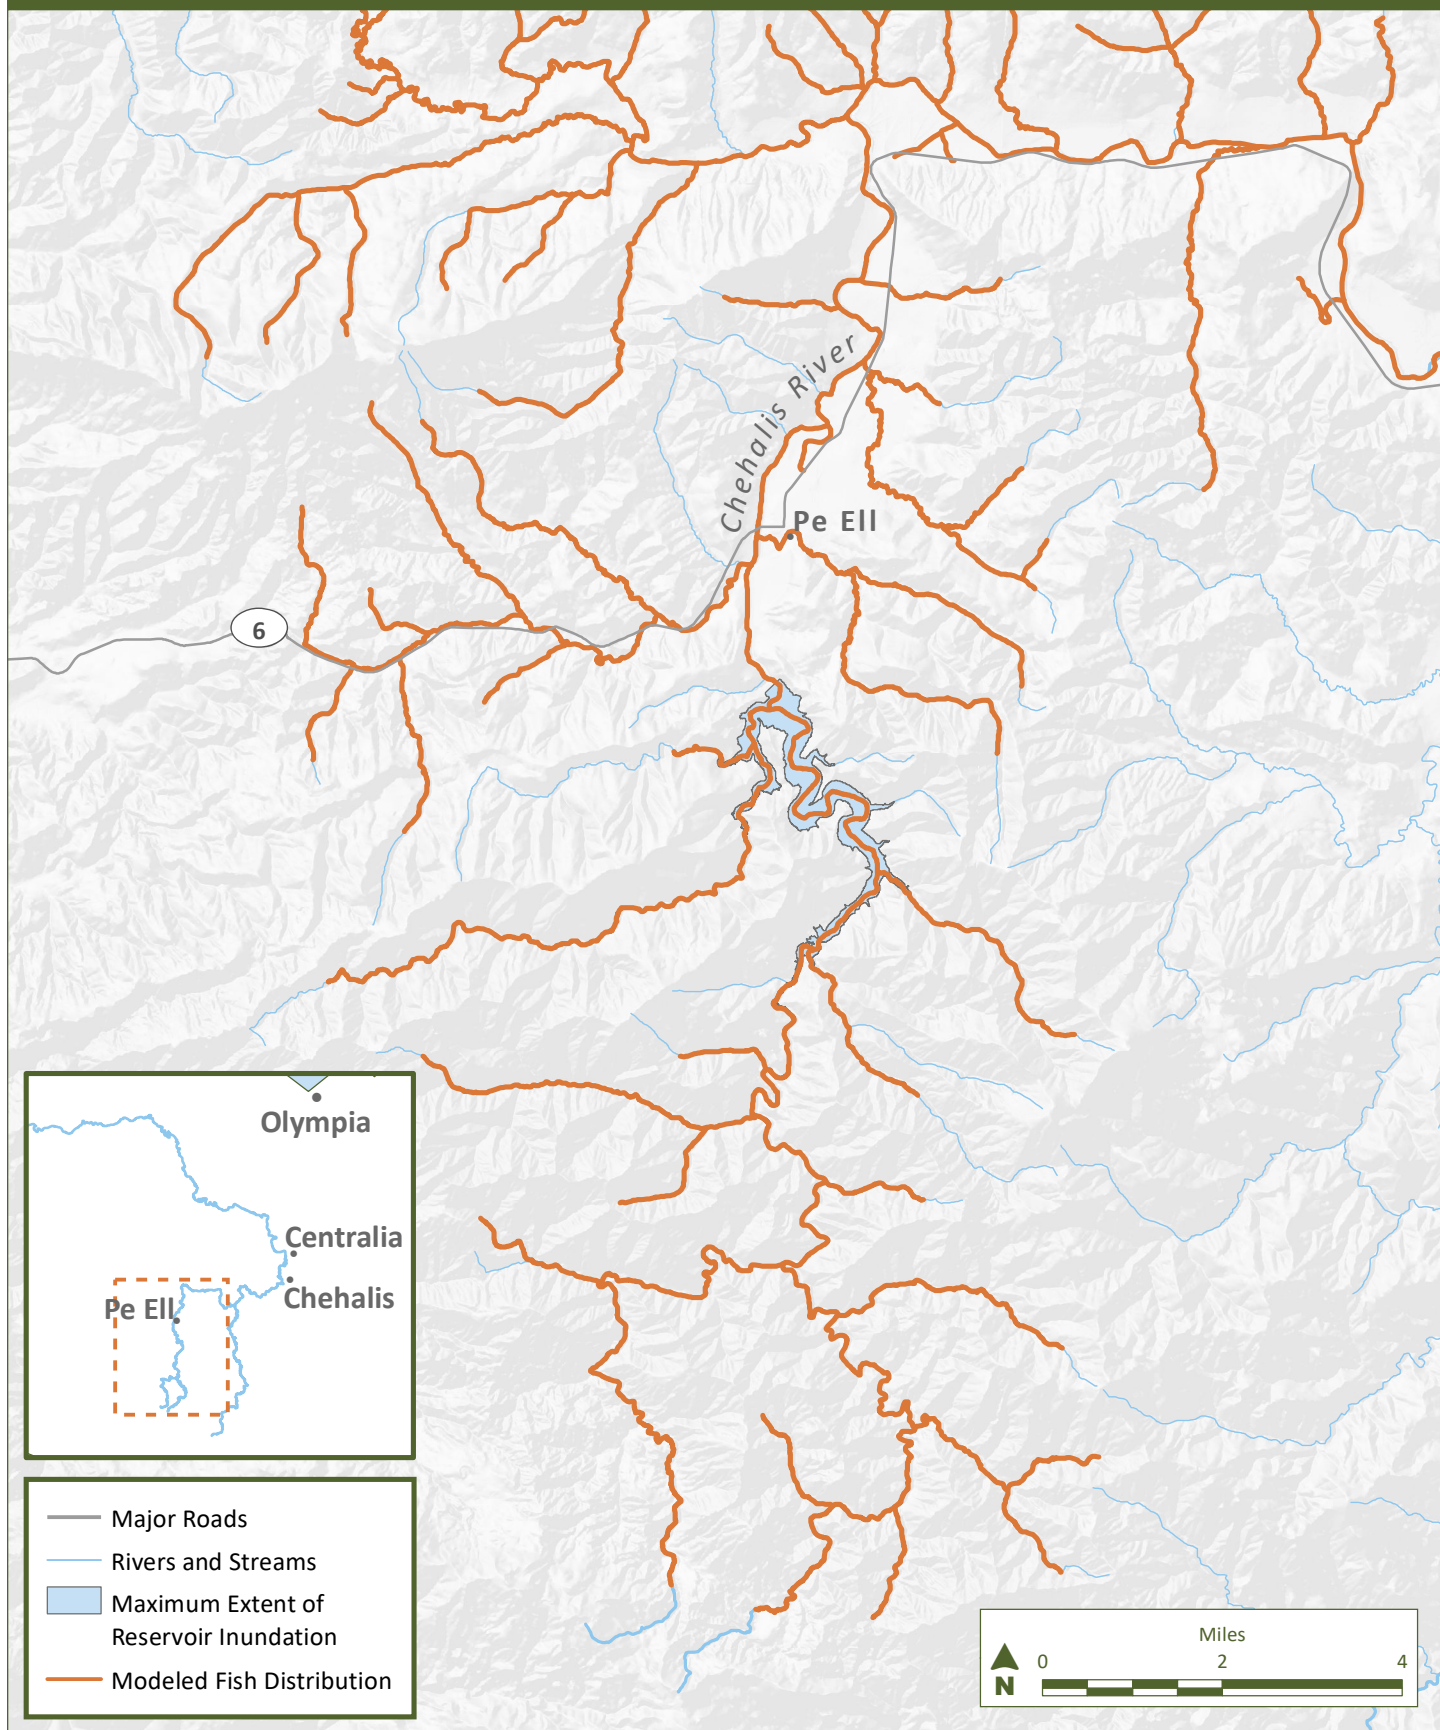 Chehalis River
Pe Ell
6
Olympia
Centralia
Chehalis
Pe Ell
Major Roads
Rivers and Streams
Maximum Extent of
Reservoir Inundation
Modeled Fish Distribution
Miles
0 2 4
N